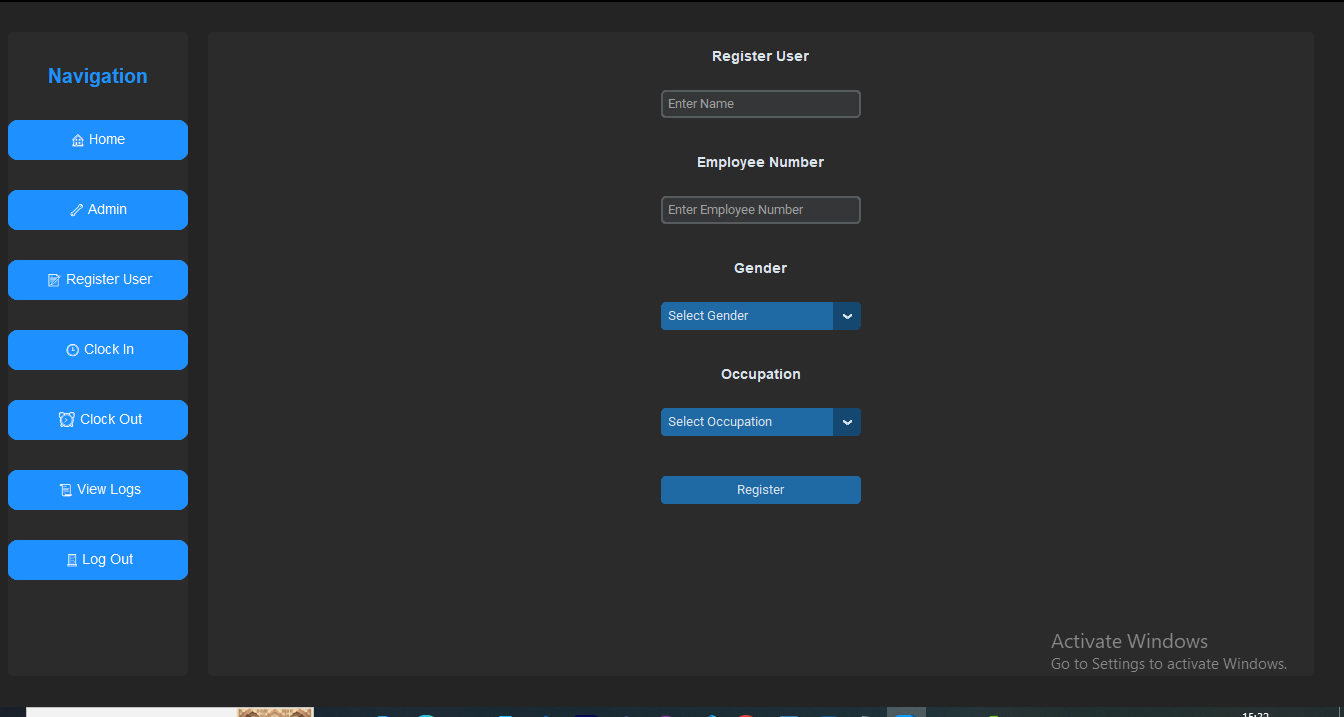 Navigation
Home
Admin
Register User
Clock In
Clock Out
View Logs
Log Out
Register User
Enter Name
Employee Number
Enter Employee Number
Gender
Select Gender
Occupation
Select Occupation
Register
Activate Windows
Go to Settings to activate Windows.